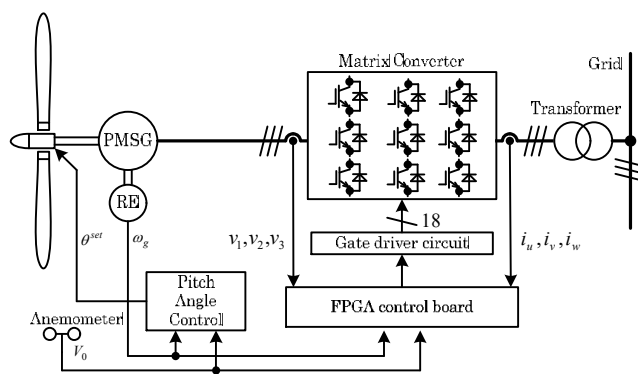 Matrix Converter
Grid
Transformer
PMSG
RE
18
θ^{set}
ω_g
v_1, v_2, v_3
Gate driver circuit
i_u, i_v, i_w
Pitch
Angle
Control
FPGA control board
Anemometer
V_0